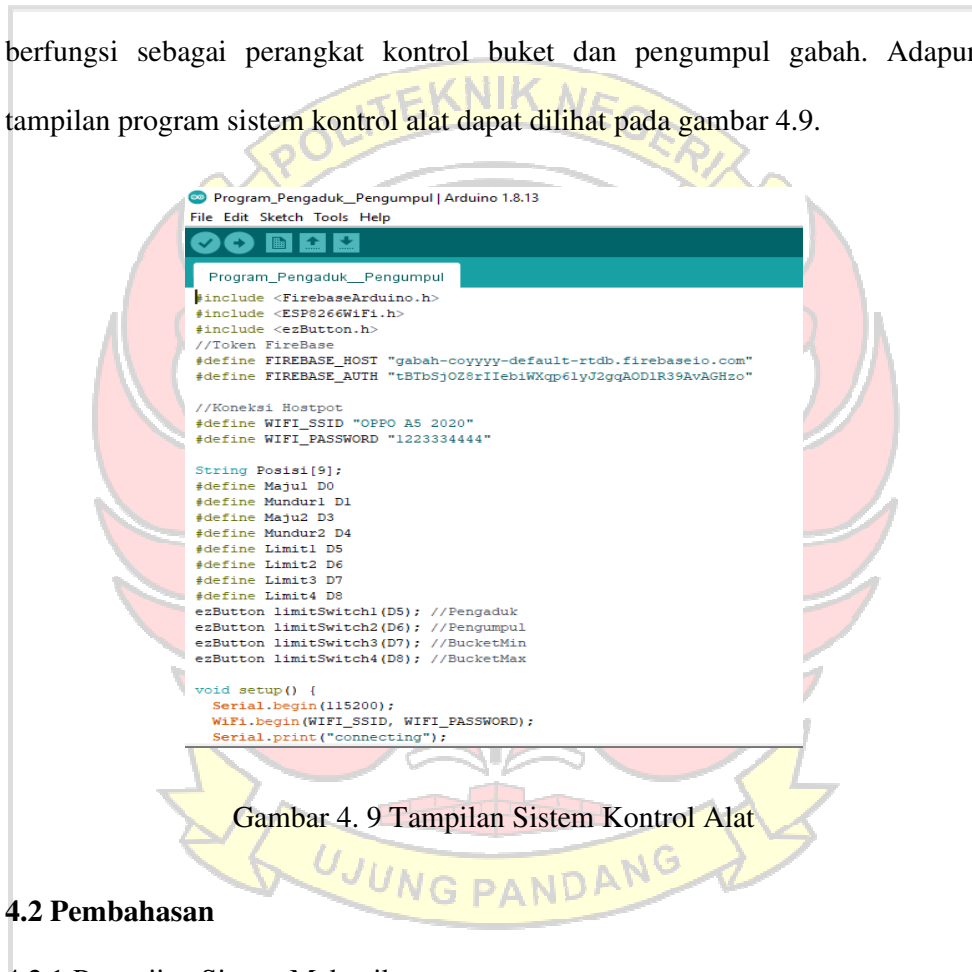 berfungsi sebagai perangkat kontrol buket dan pengumpul gabah. Adapun
tampilan program sistem kontrol alat dapat dilihat pada gambar 4.9.
POLITEKNIK NEGERI
Program_Pengaduk__Pengumpul | Arduino 1.8.13
File Edit Sketch Tools Help
Program_Pengaduk__Pengumpul
#include <FirebaseArduino.h>
#include <ESP8266WiFi.h>
#include <ezButton.h>
//Token FireBase
#define FIREBASE_HOST "gabah-coyyyy-default-rtdb.firebaseio.com"
#define FIREBASE_AUTH "tBTbSjOZ8rIIebiWXqp6lyJ2gqAODlR39AvAGHzo"
//Koneksi Hostpot
#define WIFI_SSID "OPPO A5 2020"
#define WIFI_PASSWORD "1223334444"
String Posisi[9];
#define Maju1 D0
#define Mundur1 D1
#define Maju2 D3
#define Mundur2 D4
#define Limit1 D5
#define Limit2 D6
#define Limit3 D7
#define Limit4 D8
ezButton limitSwitch1(D5); //Pengaduk
ezButton limitSwitch2(D6); //Pengumpul
ezButton limitSwitch3(D7); //BucketMin
ezButton limitSwitch4(D8); //BucketMax
void setup() {
Serial.begin(115200);
WiFi.begin(WIFI_SSID, WIFI_PASSWORD);
Serial.print("connecting");
Gambar 4. 9 Tampilan Sistem Kontrol Alat
UJUNG PANDANG
4.2 Pembahasan